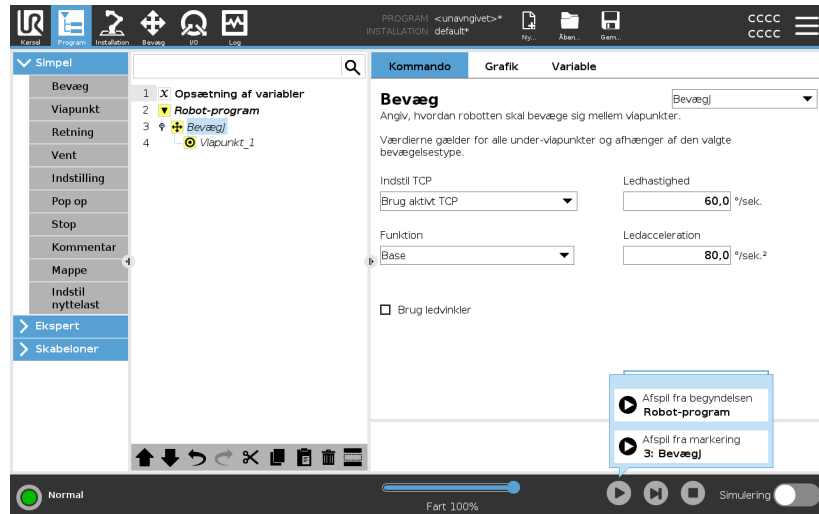 UR
PROGRAM <unavngivet>*
INSTALLATION default*
CCCC
CCCC
Kørsel
Program
Installation
Bevæg
I/O
Log
Ny...
Åben...
Gem...
Simpel
Bevæg
Viapunkt
Retning
Vent
Indstilling
Pop op
Stop
Kommentar
Mappe
Indstil
nyttelast
Ekspert
Skabeloner
1 X Opsætning af variabler
2 Robot-program
3 BevægJ
4 Viapunkt_1
Kommando
Grafik
Variable
Bevæg
BevægJ
Angiv, hvordan robotten skal bevæge sig mellem viapunkter.
Værdierne gælder for alle under-viapunkter og afhænger af den valgte
bevægelsestype.
Indstil TCP
Ledhastighed
Brug aktivt TCP
60,0 °/sek.
Funktion
Ledacceleration
Base
80,0 °/sek.²
Brug ledvinkler
Afspil fra begyndelsen
Robot-program
Afspil fra markering
3: BevægJ
Normal
Fart 100%
Simulering